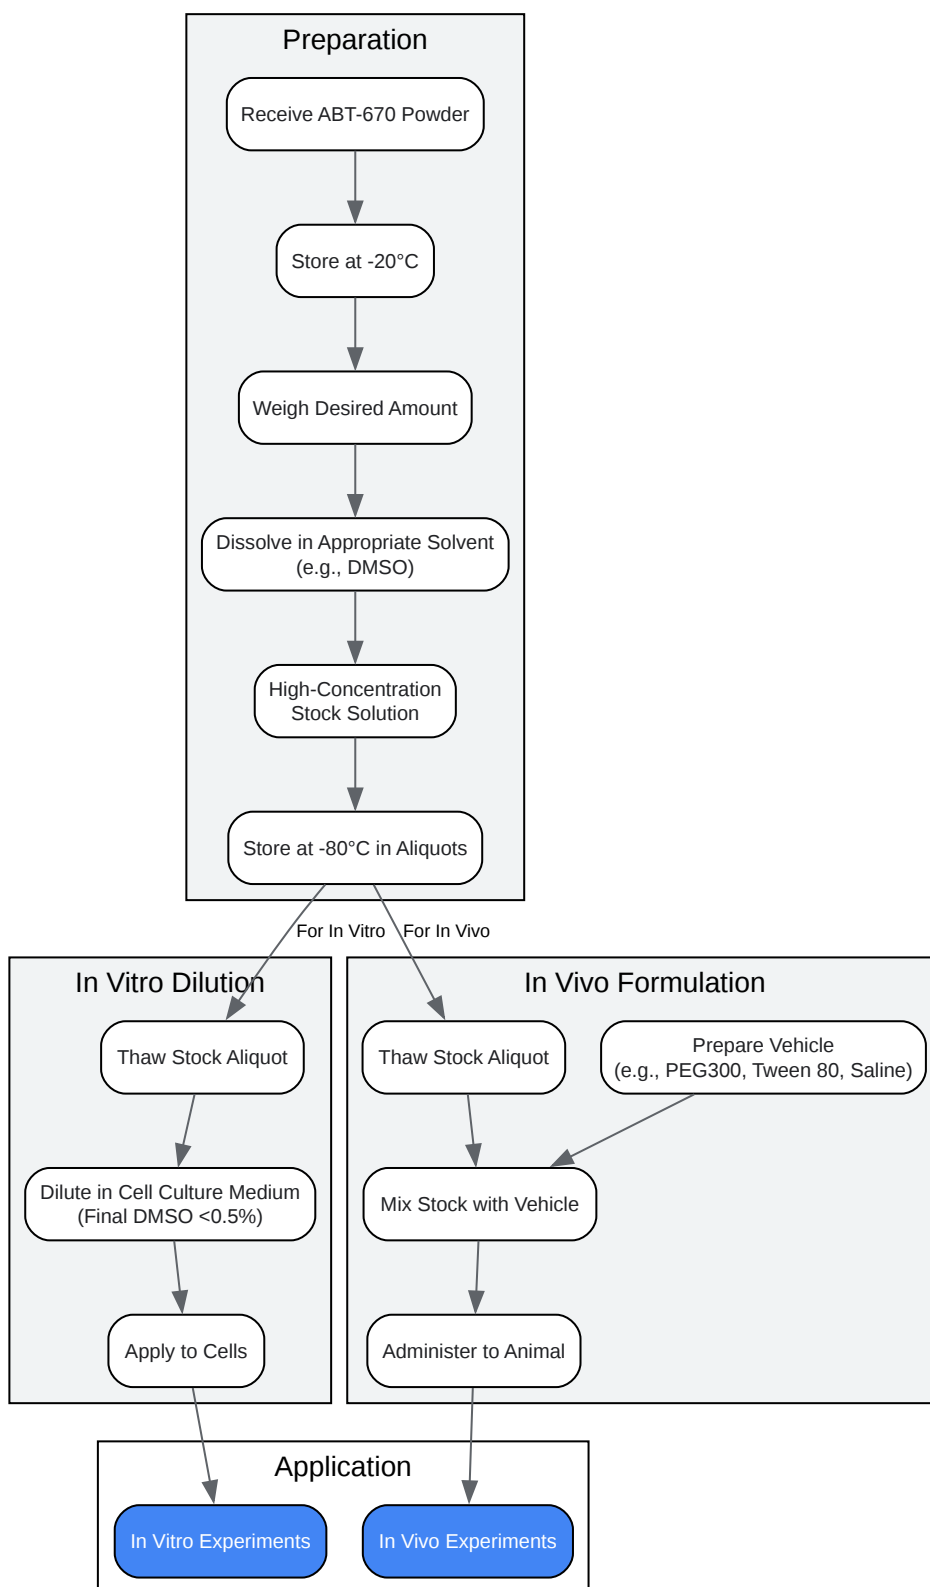 Preparation
Receive ABT-670 Powder
Store at -20°C
Weigh Desired Amount
Dissolve in Appropriate Solvent
(e.g., DMSO)
High-Concentration
Stock Solution
Store at -80°C in Aliquots
For In Vitro
For In Vivo
In Vitro Dilution
Thaw Stock Aliquot
Dilute in Cell Culture Medium
(Final DMSO <0.5%)
Apply to Cells
In Vivo Formulation
Thaw Stock Aliquot
Prepare Vehicle
(e.g., PEG300, Tween 80, Saline)
Mix Stock with Vehicle
Administer to Animal
Application
In Vitro Experiments
In Vivo Experiments